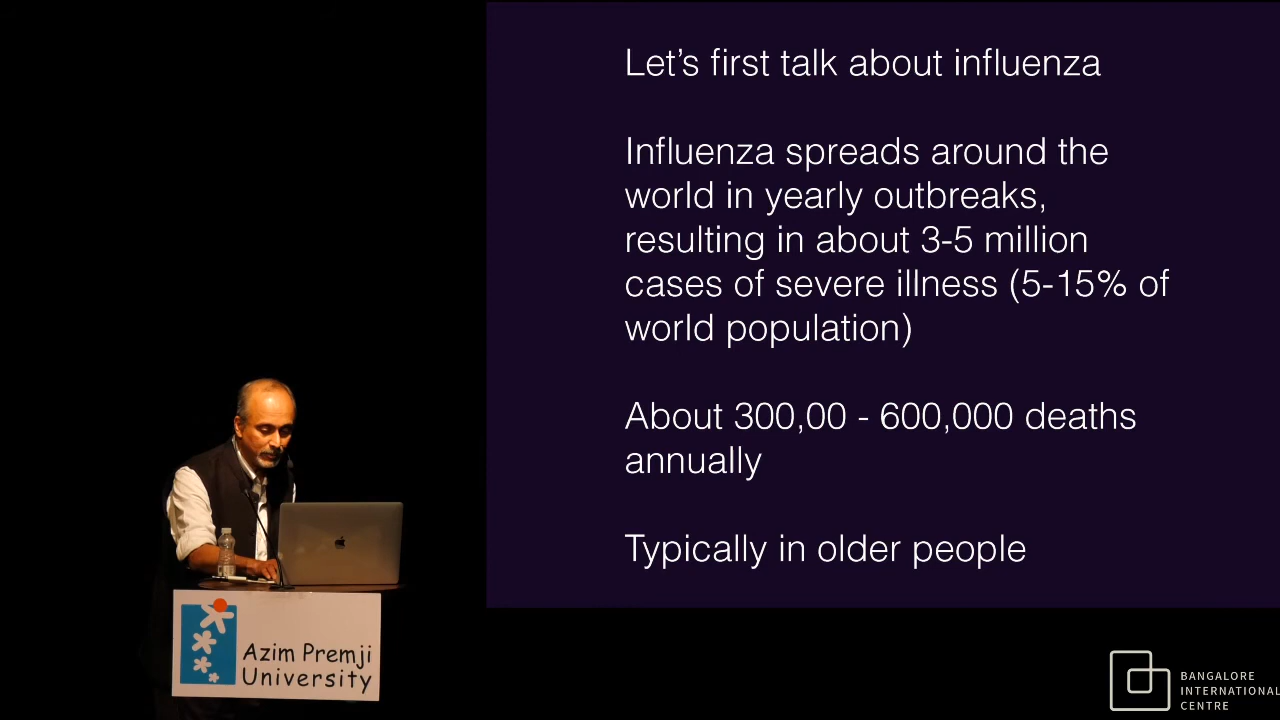 Let's first talk about influenza
Influenza spreads around the
world in yearly outbreaks,
resulting in about 3-5 million
cases of severe illness (5-15% of
world population)
About 300,00 - 600,000 deaths
annually
Typically in older people
Azim Premji
University
BANGALORE
INTERNATIONAL
CENTRE